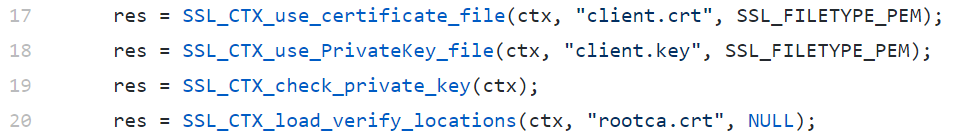 17 res = SSL_CTX_use_certificate_file(ctx, "client.crt", SSL_FILETYPE_PEM);
18 res = SSL_CTX_use_PrivateKey_file(ctx, "client.key", SSL_FILETYPE_PEM);
19 res = SSL_CTX_check_private_key(ctx);
20 res = SSL_CTX_load_verify_locations(ctx, "rootca.crt", NULL);